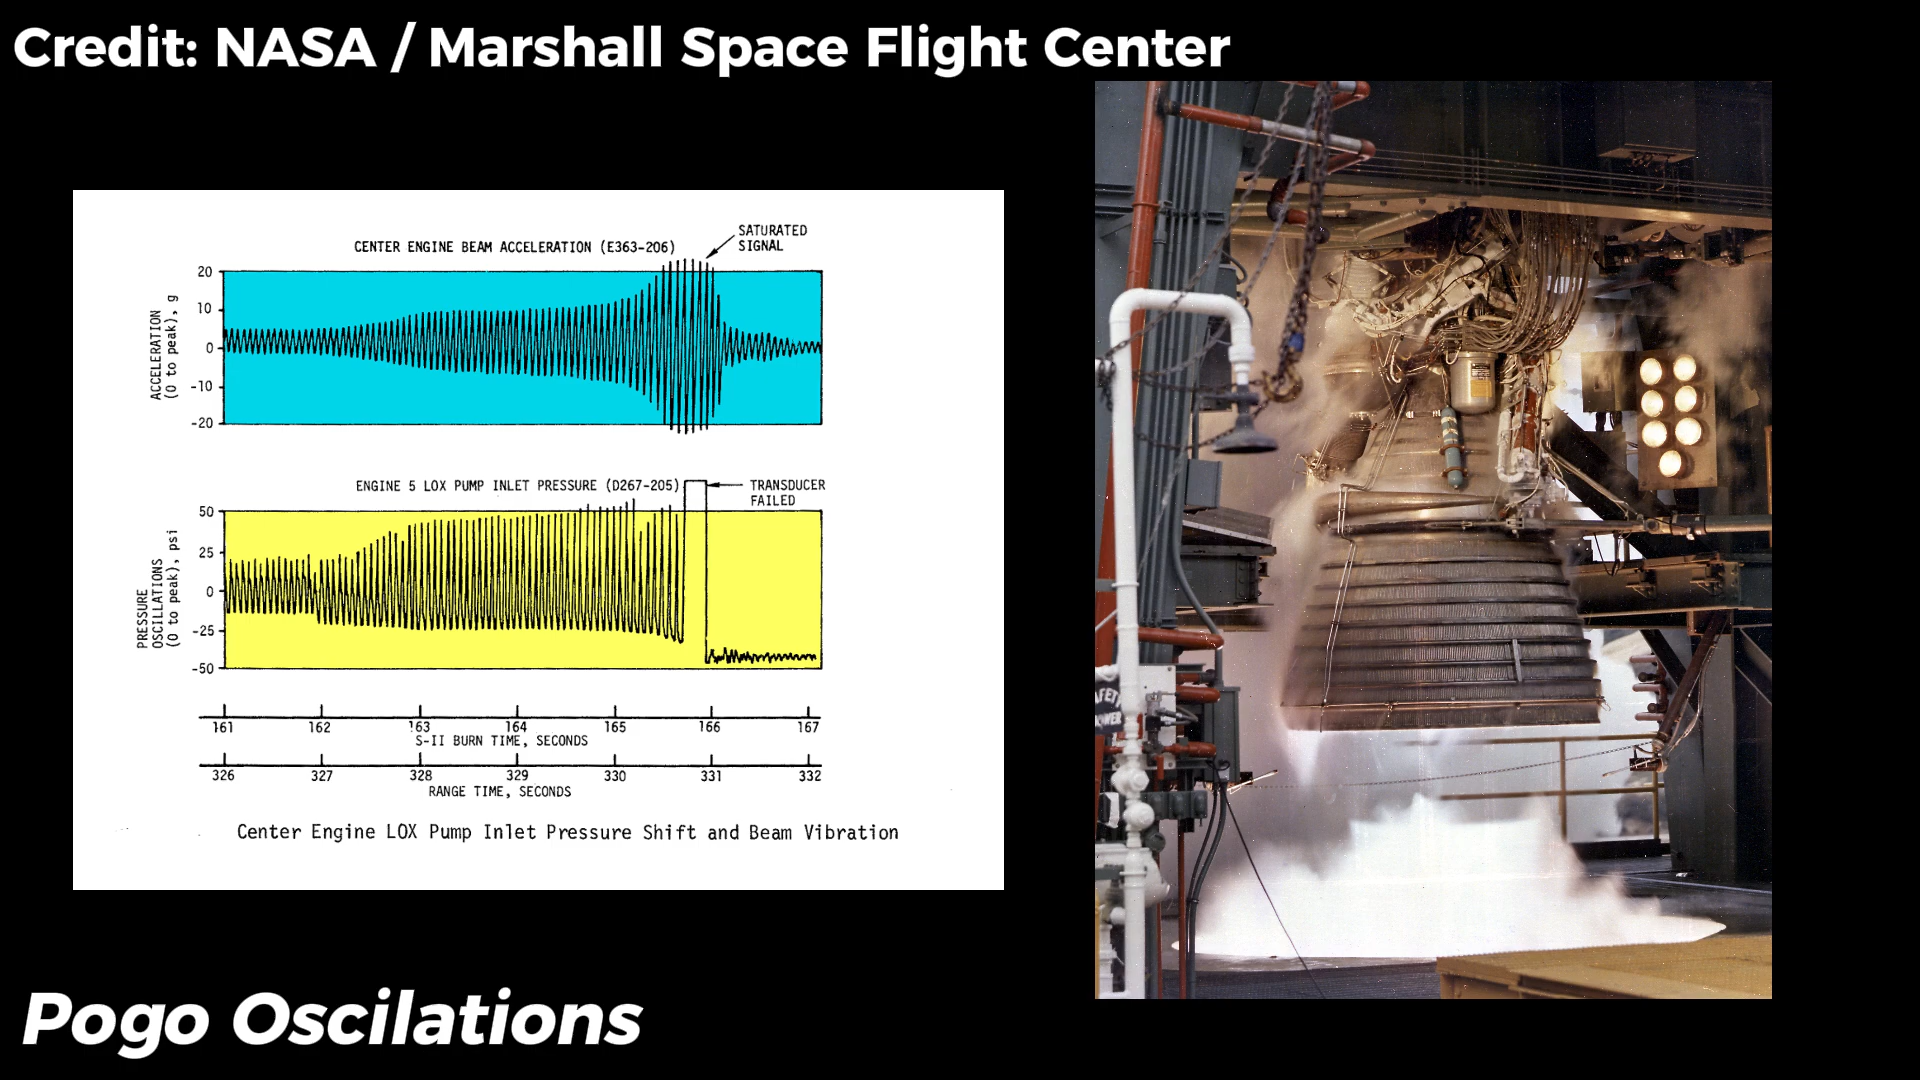 Credit: NASA / Marshall Space Flight Center
SATURATED
SIGNAL
CENTER ENGINE BEAM ACCELERATION (E363-206)
20
10
0
-10
-20
ACCELERATION
(0 to peak), g
ENGINE 5 LOX PUMP INLET PRESSURE (D267-205)
TRANSDUCER
FAILED
50
25
0
-25
-50
PRESSURE
OSCILLATIONS
(0 to peak), psi
161 162 163 164 165 166 167
S-II BURN TIME, SECONDS
326 327 328 329 330 331 332
RANGE TIME, SECONDS
Center Engine LOX Pump Inlet Pressure Shift and Beam Vibration
Pogo Oscilations